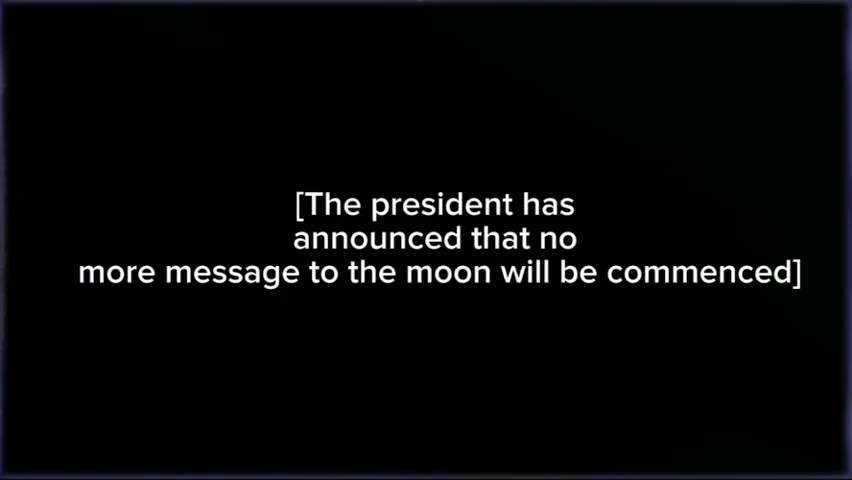 [The president has
announced that no
more message to the moon will be commenced]